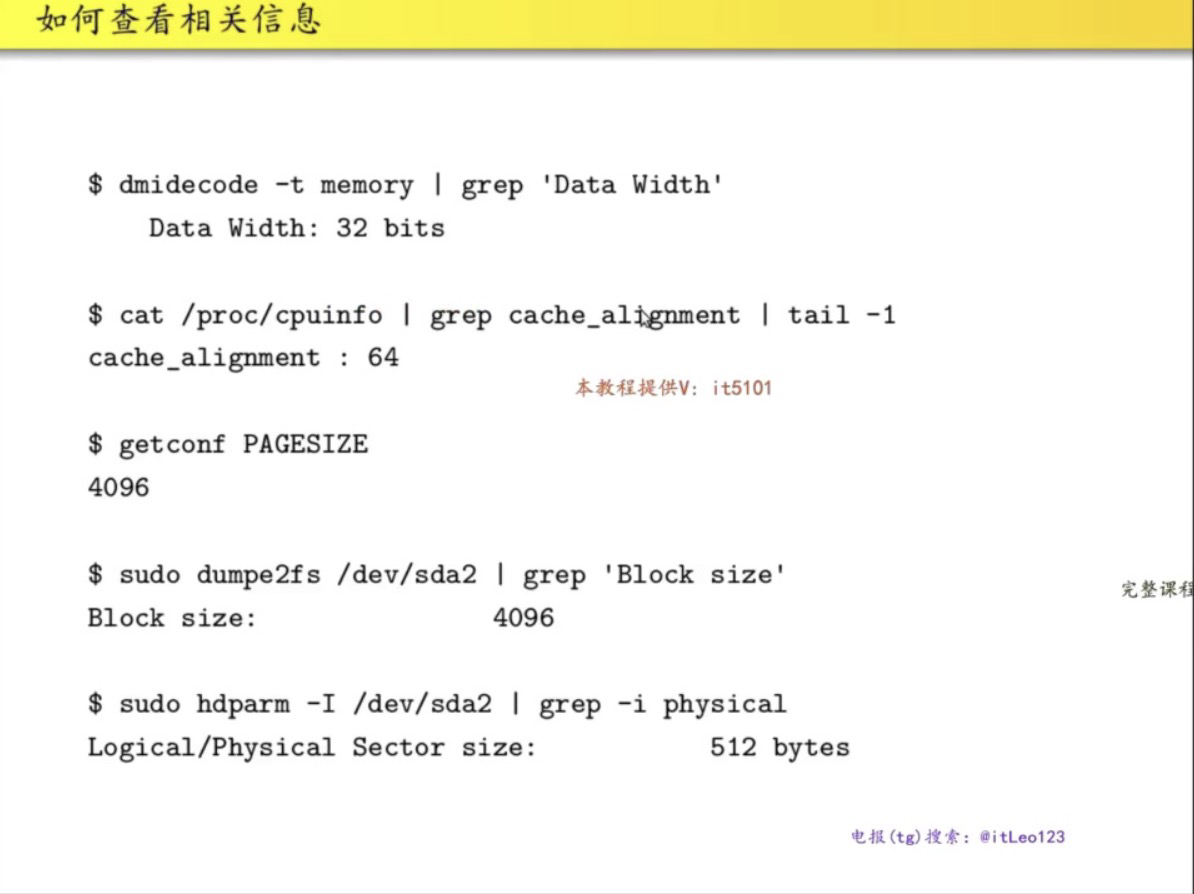 如何查看相关信息
$ dmidecode -t memory | grep 'Data Width'
Data Width: 32 bits
$ cat /proc/cpuinfo | grep cache_alignment | tail -1
cache_alignment : 64
本教程提供V: it5101
$ getconf PAGESIZE
4096
$ sudo dumpe2fs /dev/sda2 | grep 'Block size'
Block size: 4096
完整课程
$ sudo hdparm -I /dev/sda2 | grep -i physical
Logical/Physical Sector size: 512 bytes
电报(tg)搜索: @itLeo123